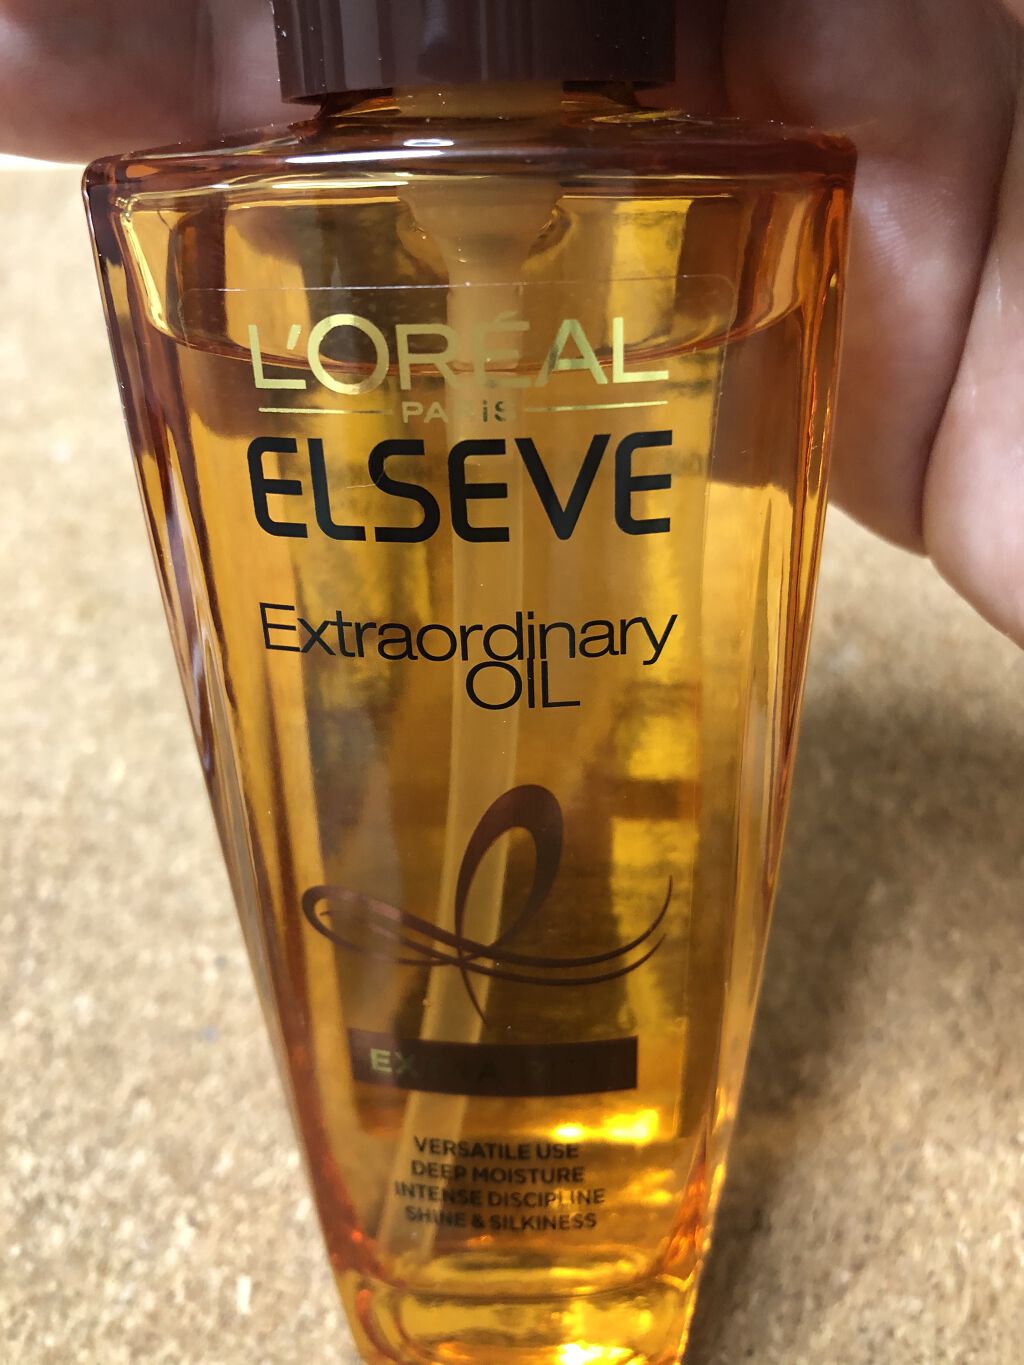 L'ORÉAL
PARIS
ELSEVE
Extraordinary
OIL
VERSATILE USE
DEEP MOISTURE
INTENSE DISCIPLINE
SHINE & SILKINESS